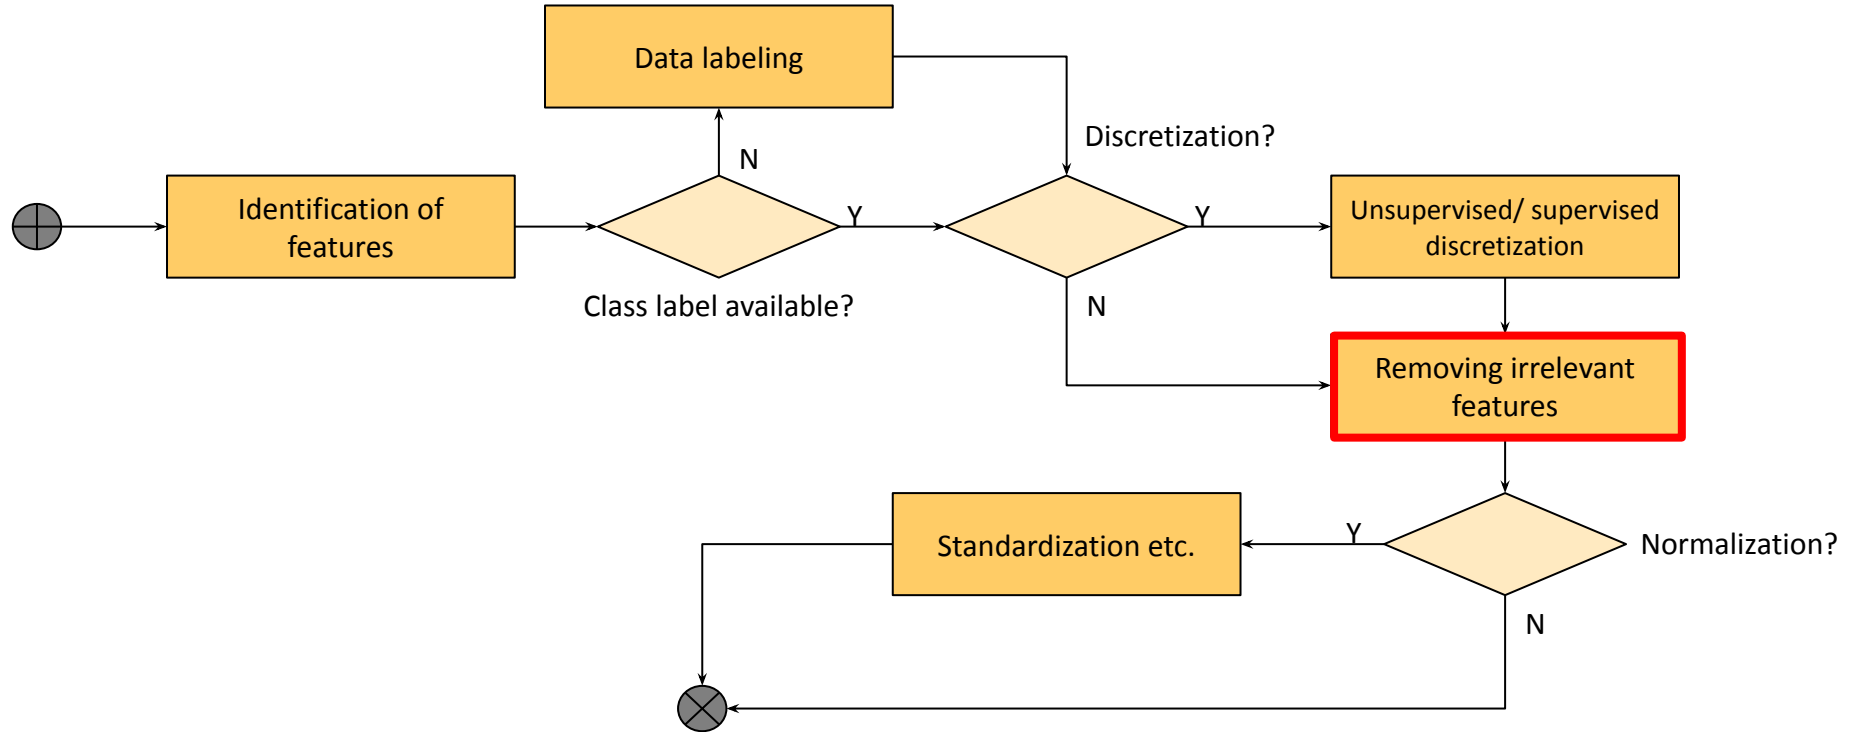 Data labeling
Discretization?
N
Identification of
features
Y
Y
Unsupervised/ supervised
discretization
Class label available?
N
Removing irrelevant
features
Standardization etc.
Y
Normalization?
N